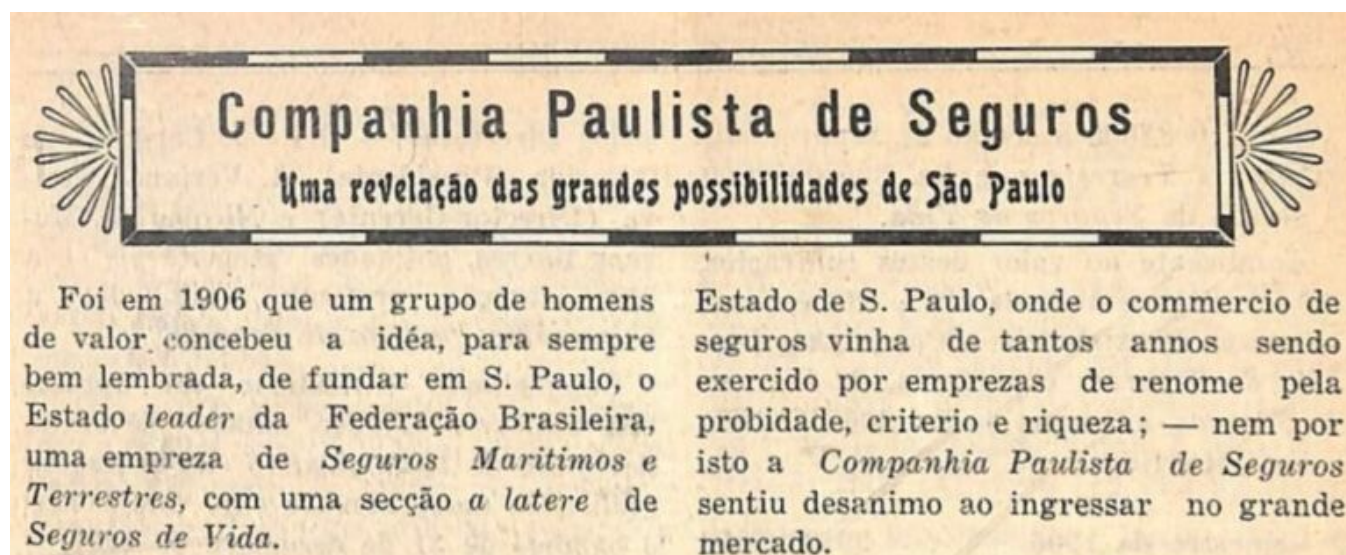 Companhia Paulista de Seguros
Uma revelação das grandes possibilidades de São Paulo
Foi em 1906 que um grupo de homens
de valor concebeu a idéa, para sempre
bem lembrada, de fundar em S. Paulo, o
Estado leader da Federação Brasileira,
uma empreza de Seguros Maritimos e
Terrestres, com uma secção a latere de
Seguros de Vida.
Estado de S. Paulo, onde o commercio de
seguros vinha de tantos annos sendo
exercido por emprezas de renome pela
probidade, criterio e riqueza; — nem por
isto a Companhia Paulista de Seguros
sentiu desanimo ao ingressar no grande
mercado.